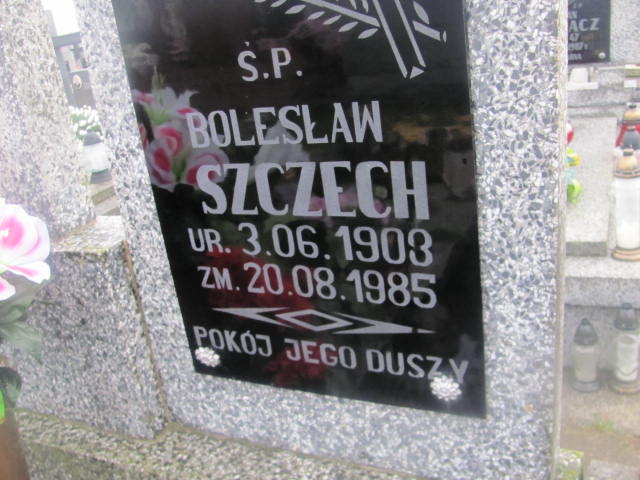 Ś.P.
BOLESŁAW
SZCZECH
UR. 3.06.1903
ZM. 20.08.1985
POKÓJ JEGO DUSZY